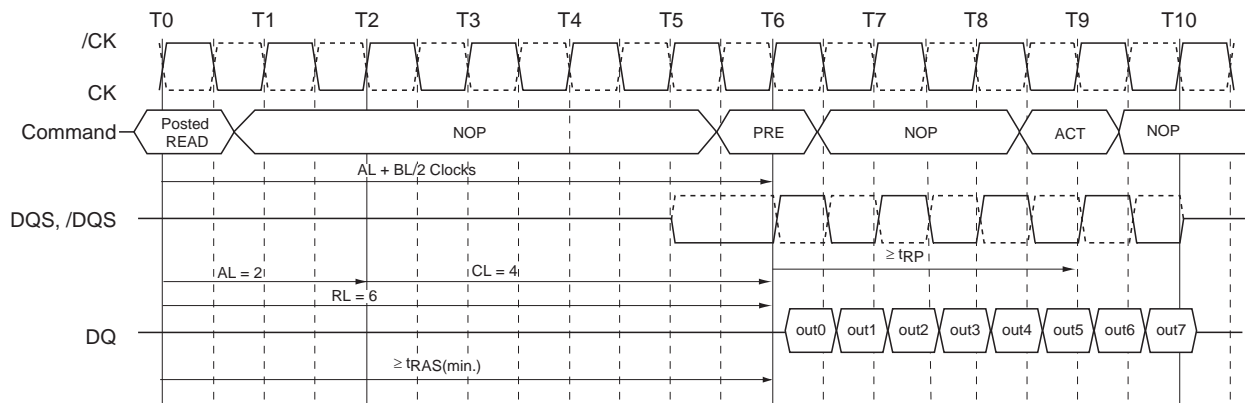 T0 T1 T2 T3 T4 T5 T6 T7 T8 T9 T10
/CK
CK
Command Posted READ NOP PRE NOP ACT NOP
AL + BL/2 Clocks
DQS, /DQS
≥ tRP
AL = 2 CL = 4
RL = 6
DQ out0 out1 out2 out3 out4 out5 out6 out7
≥ tRAS(min.)